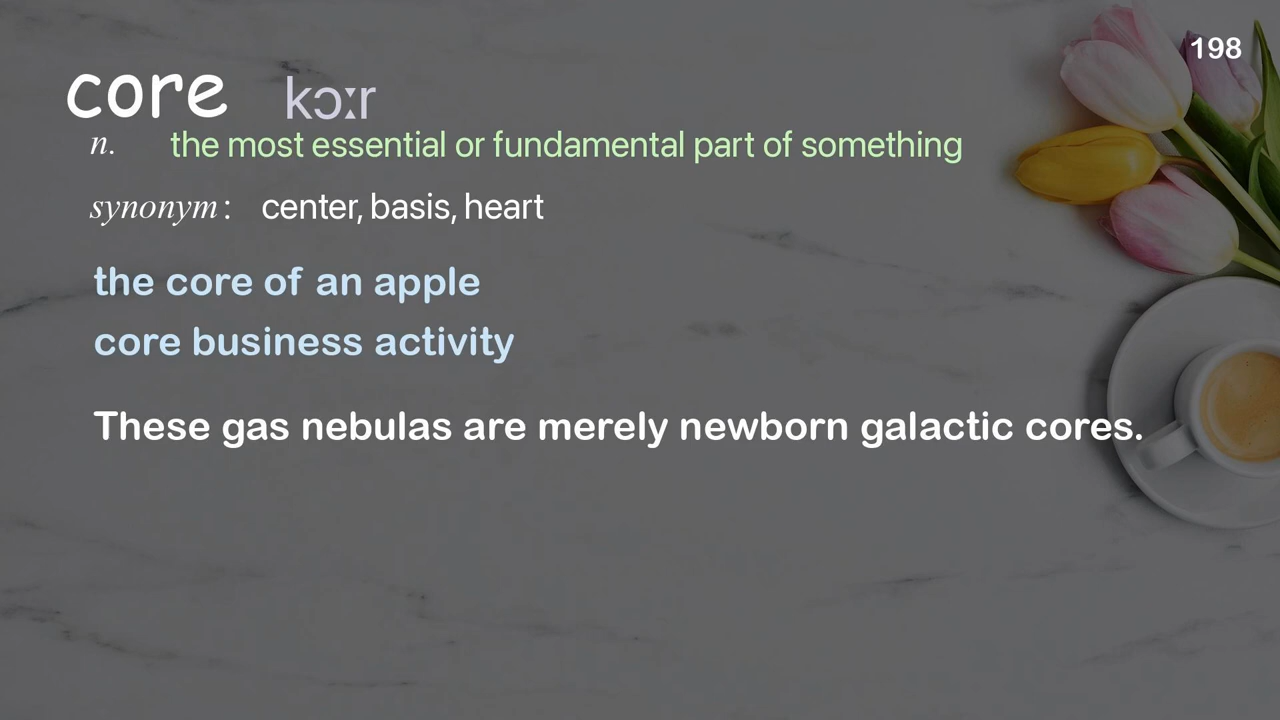 198
core kɔːr
n. the most essential or fundamental part of something
synonym: center, basis, heart
the core of an apple
core business activity
These gas nebulas are merely newborn galactic cores.